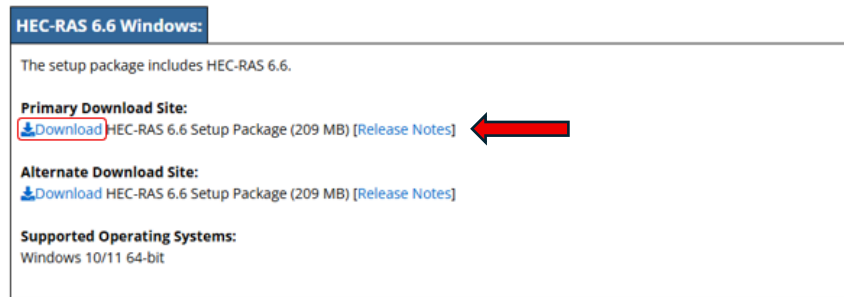 HEC-RAS 6.6 Windows:
The setup package includes HEC-RAS 6.6.
Primary Download Site:
Download HEC-RAS 6.6 Setup Package (209 MB) [Release Notes]
Alternate Download Site:
Download HEC-RAS 6.6 Setup Package (209 MB) [Release Notes]
Supported Operating Systems:
Windows 10/11 64-bit